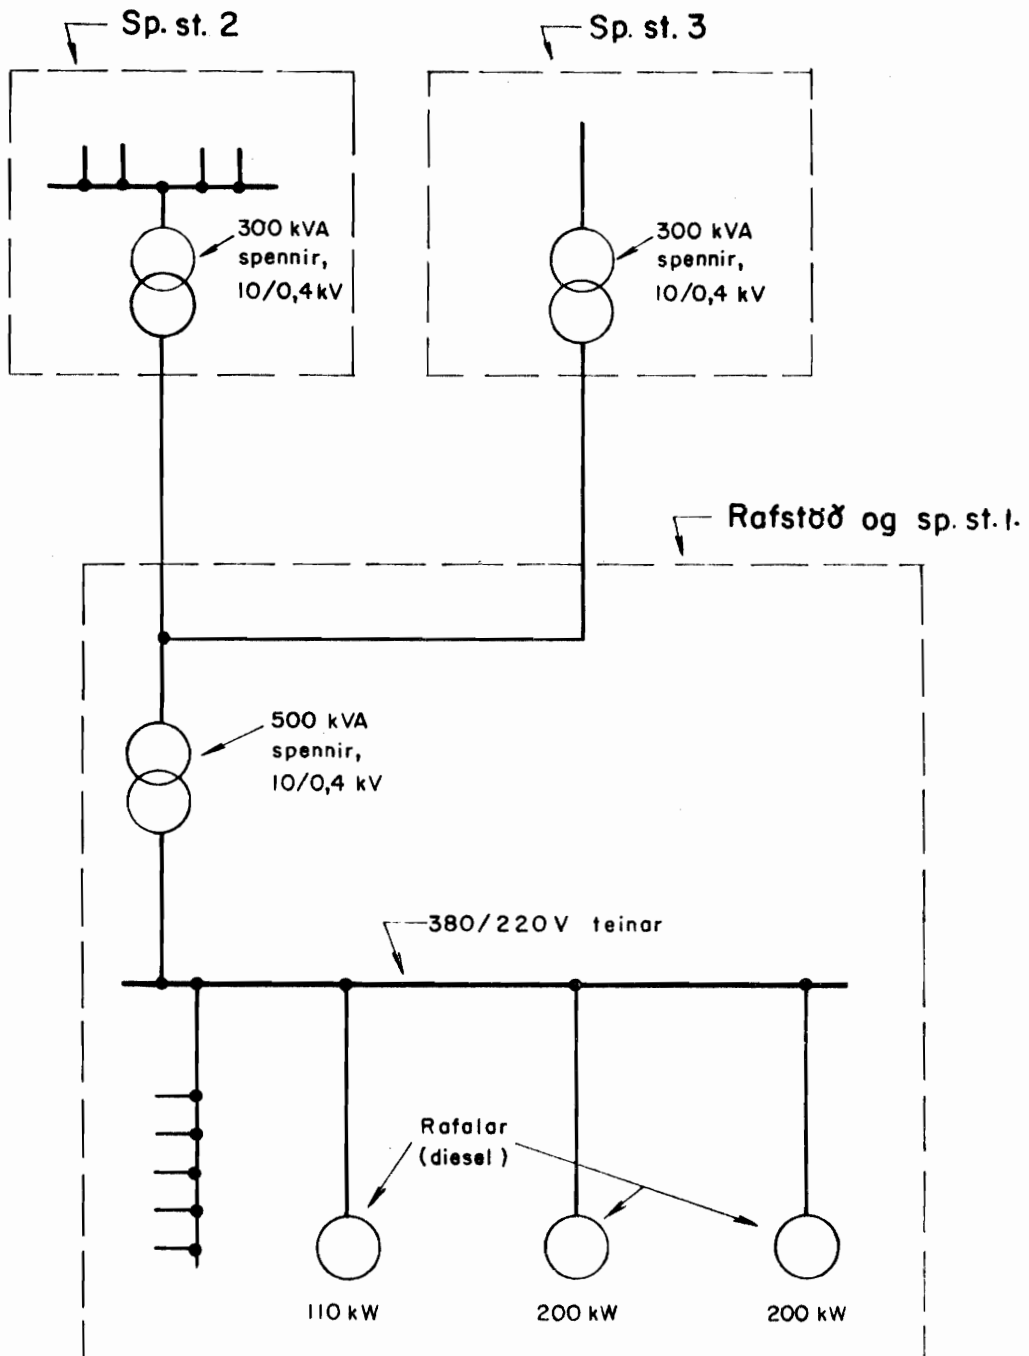 Sp. st. 2
Sp. st. 3
300 kVA
spennir,
10/0,4 kV
300 kVA
spennir,
10/0,4 kV
Rafstöð og sp. st. 1.
500 kVA
spennir,
10/0,4 kV
380/220 V teinar
Rafalar
(diesel)
110 kW
200 kW
200 kW